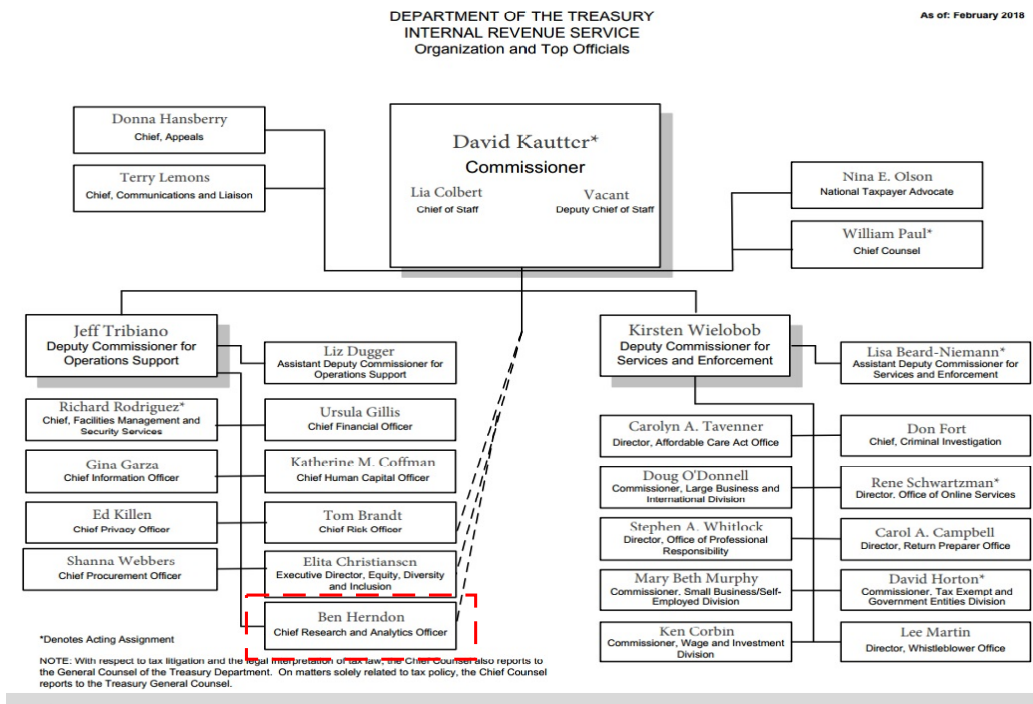 DEPARTMENT OF THE TREASURY
INTERNAL REVENUE SERVICE
Organization and Top Officials
As of: February 2018
Donna Hansberry
Chief, Appeals
Terry Lemons
Chief, Communications and Liaison
David Kautter*
Commissioner
Lia Colbert
Chief of Staff
Vacant
Deputy Chief of Staff
Nina E. Olson
National Taxpayer Advocate
William Paul*
Chief Counsel
Jeff Tribiano
Deputy Commissioner for
Operations Support
Liz Dugger
Assistant Deputy Commissioner for
Operations Support
Richard Rodriguez*
Chief, Facilities Management and
Security Services
Ursula Gillis
Chief Financial Officer
Gina Garza
Chief Information Officer
Katherine M. Coffman
Chief Human Capital Officer
Ed Killen
Chief Privacy Officer
Tom Brandt
Chief Risk Officer
Shanna Webbers
Chief Procurement Officer
Elita Christiansen
Executive Director, Equity, Diversity
and Inclusion
Ben Herndon
Chief Research and Analytics Officer
Kirsten Wielobob
Deputy Commissioner for
Services and Enforcement
Lisa Beard-Niemann*
Assistant Deputy Commissioner for
Services and Enforcement
Carolyn A. Tavenner
Director, Affordable Care Act Office
Don Fort
Chief, Criminal Investigation
Doug O'Donnell
Commissioner, Large Business and
International Division
Rene Schwartzman*
Director, Office of Online Services
Stephen A. Whitlock
Director, Office of Professional
Responsibility
Carol A. Campbell
Director, Return Preparer Office
Mary Beth Murphy
Commissioner, Small Business/Self-
Employed Division
David Horton*
Commissioner, Tax Exempt and
Government Entities Division
Ken Corbin
Commissioner, Wage and Investment
Division
Lee Martin
Director, Whistleblower Office
*Denotes Acting Assignment
NOTE: With respect to tax litigation and the legal interpretation of tax law, the Chief Counsel also reports to
the General Counsel of the Treasury Department. On matters solely related to tax policy, the Chief Counsel
reports to the Treasury General Counsel.